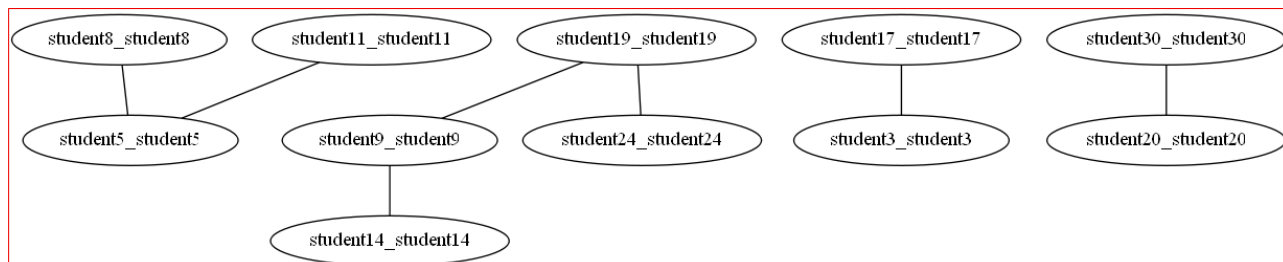 student8_student8
student11_student11
student19_student19
student17_student17
student30_student30
student5_student5
student9_student9
student24_student24
student3_student3
student20_student20
student14_student14